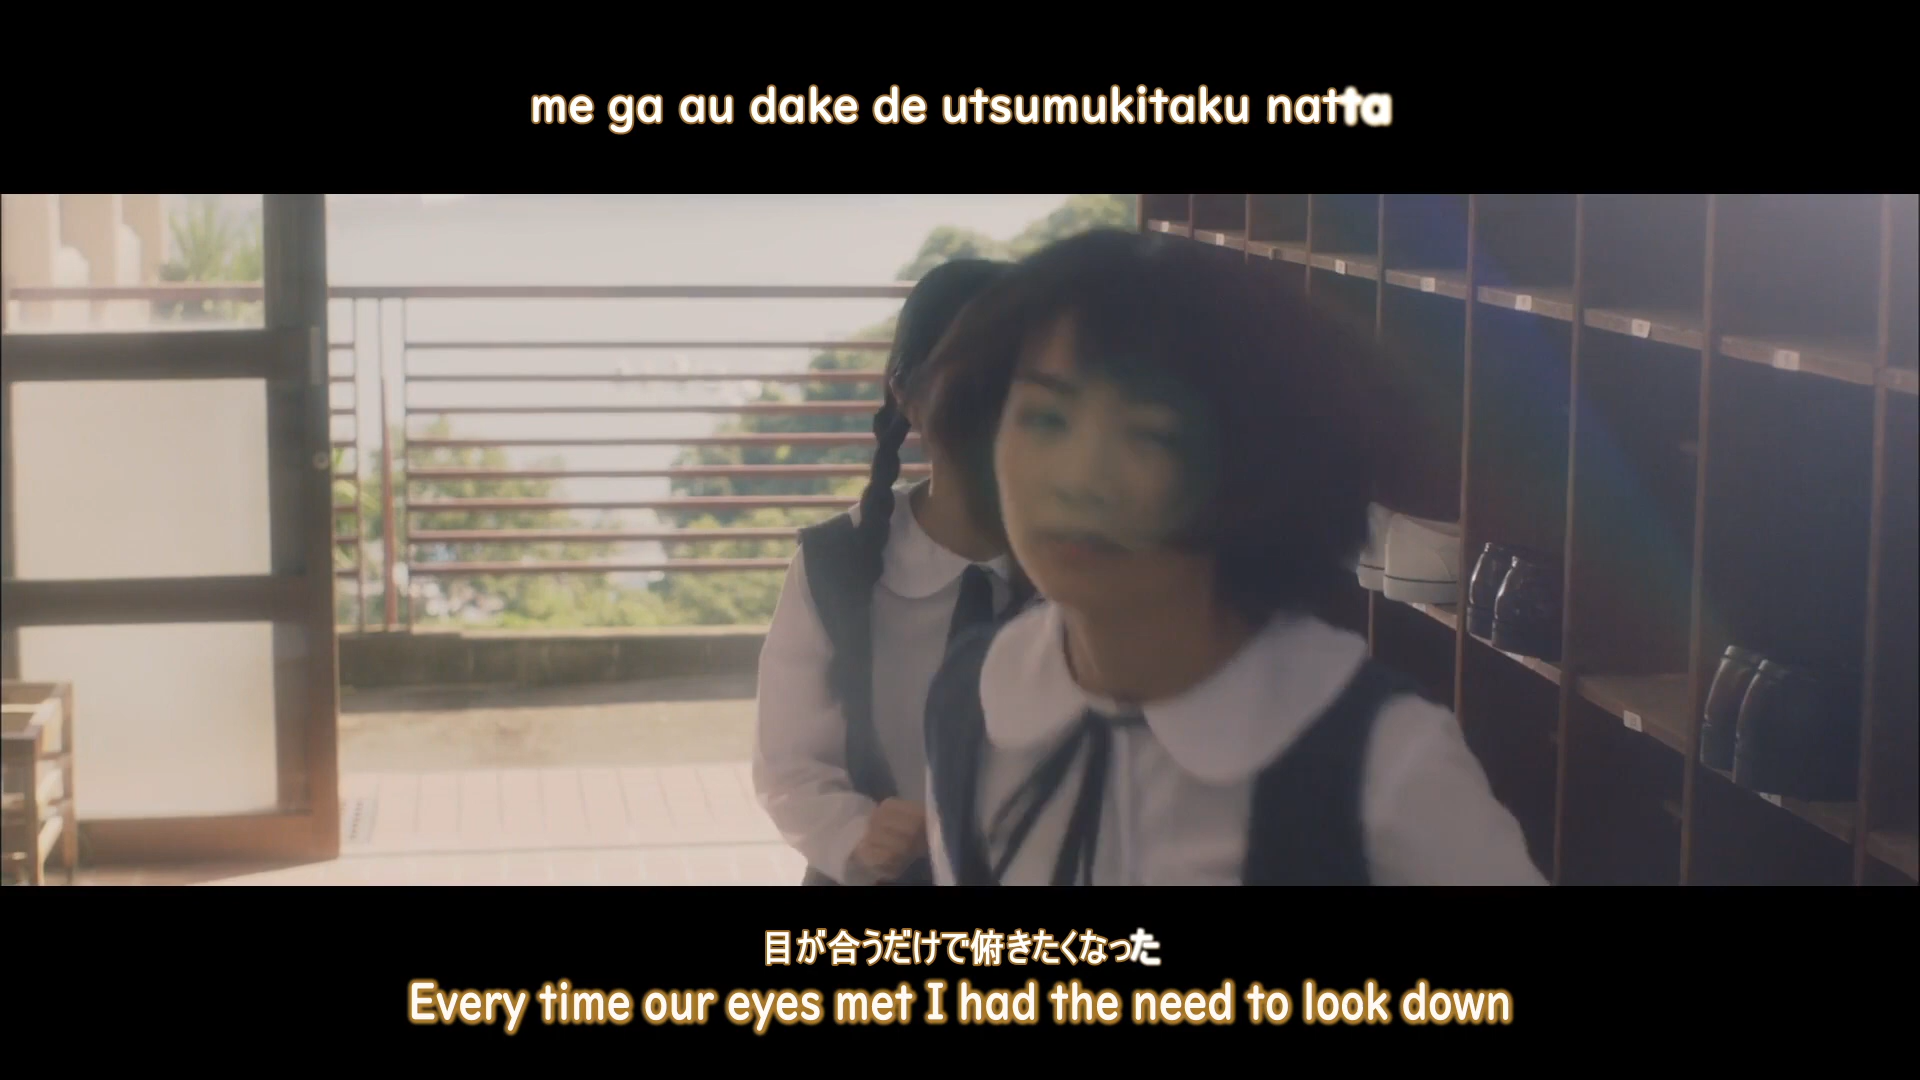 me ga au dake de utsumukitaku natta
目が合うだけで俯きたくなった
Every time our eyes met I had the need to look down